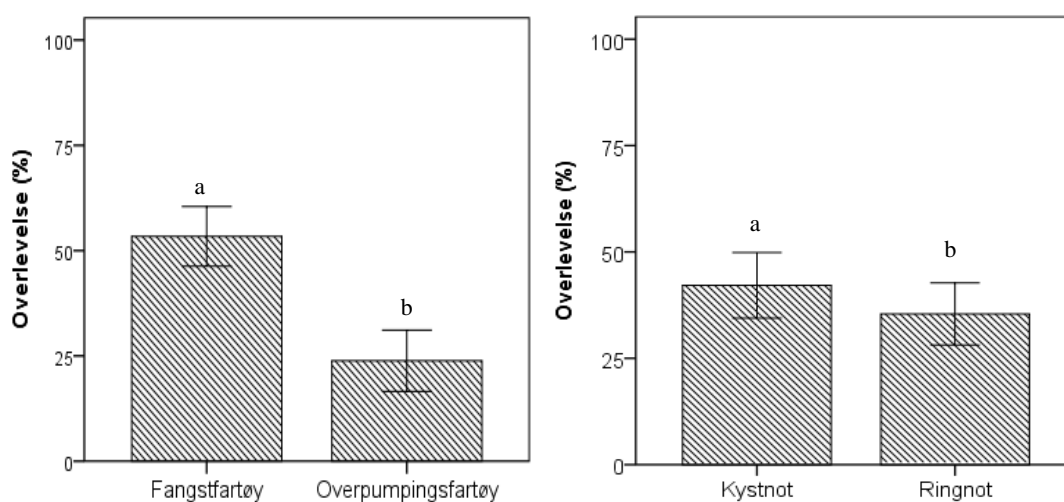 100
75
50
25
0
Overlevelse (%)
a
b
Fangstfartøy
Overpumpingsfartøy
100
75
50
25
0
Overlevelse (%)
a
b
Kystnot
Ringnot